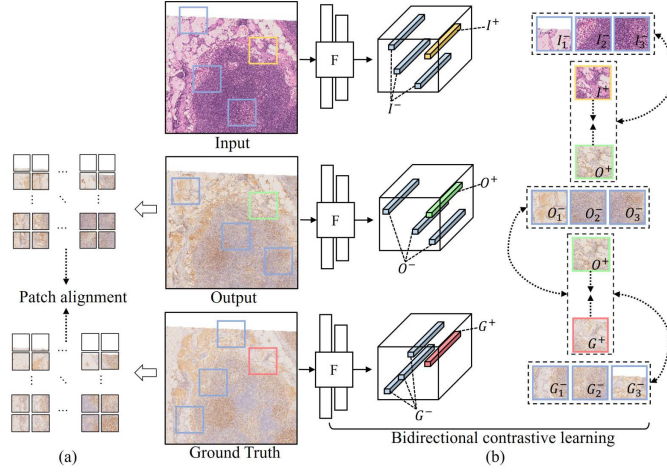 (a)
F
I⁺
I⁻
I₁⁻ I₂⁻ I₃⁻
I⁺
Input
O⁺
F
O⁺
O⁻
O₁⁻ O₂⁻ O₃⁻
O⁺
Patch alignment
Output
G⁺
F
G⁺
G⁻
G₁⁻ G₂⁻ G₃⁻
Bidirectional contrastive learning
(a)
Ground Truth
(b)